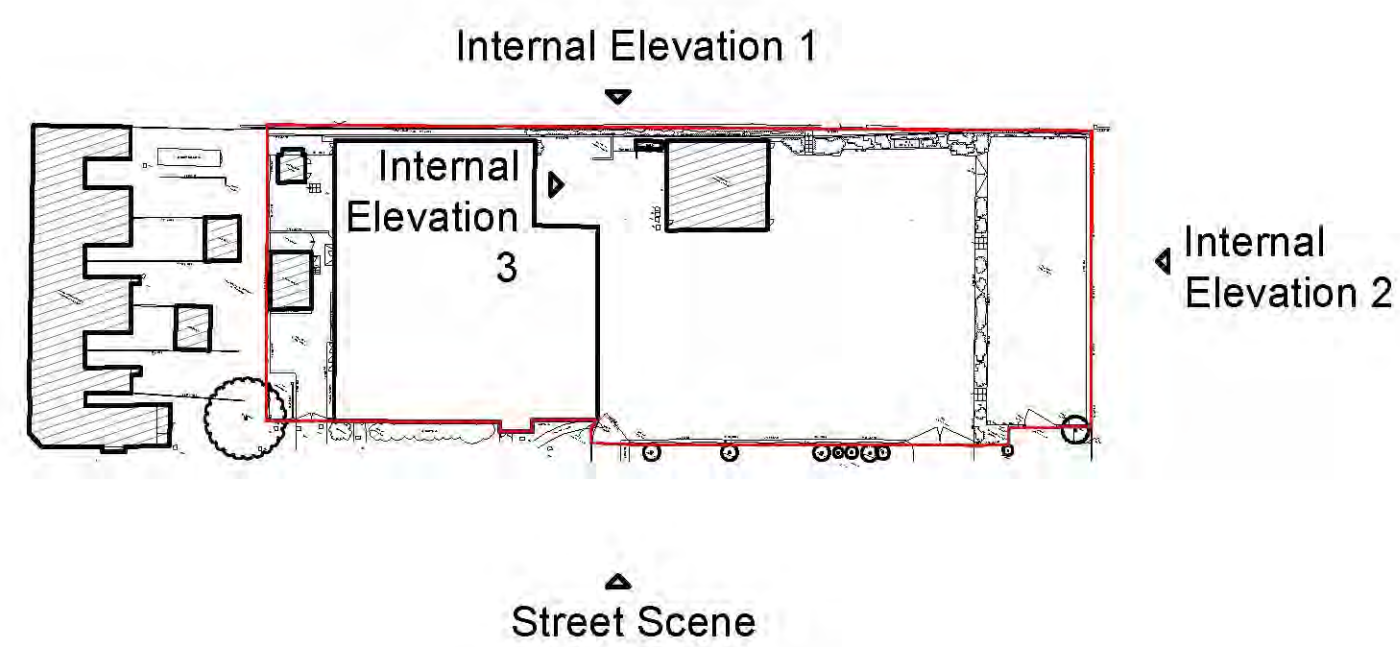 Internal Elevation 1
Internal
Elevation
3
Internal
Elevation 2
Street Scene